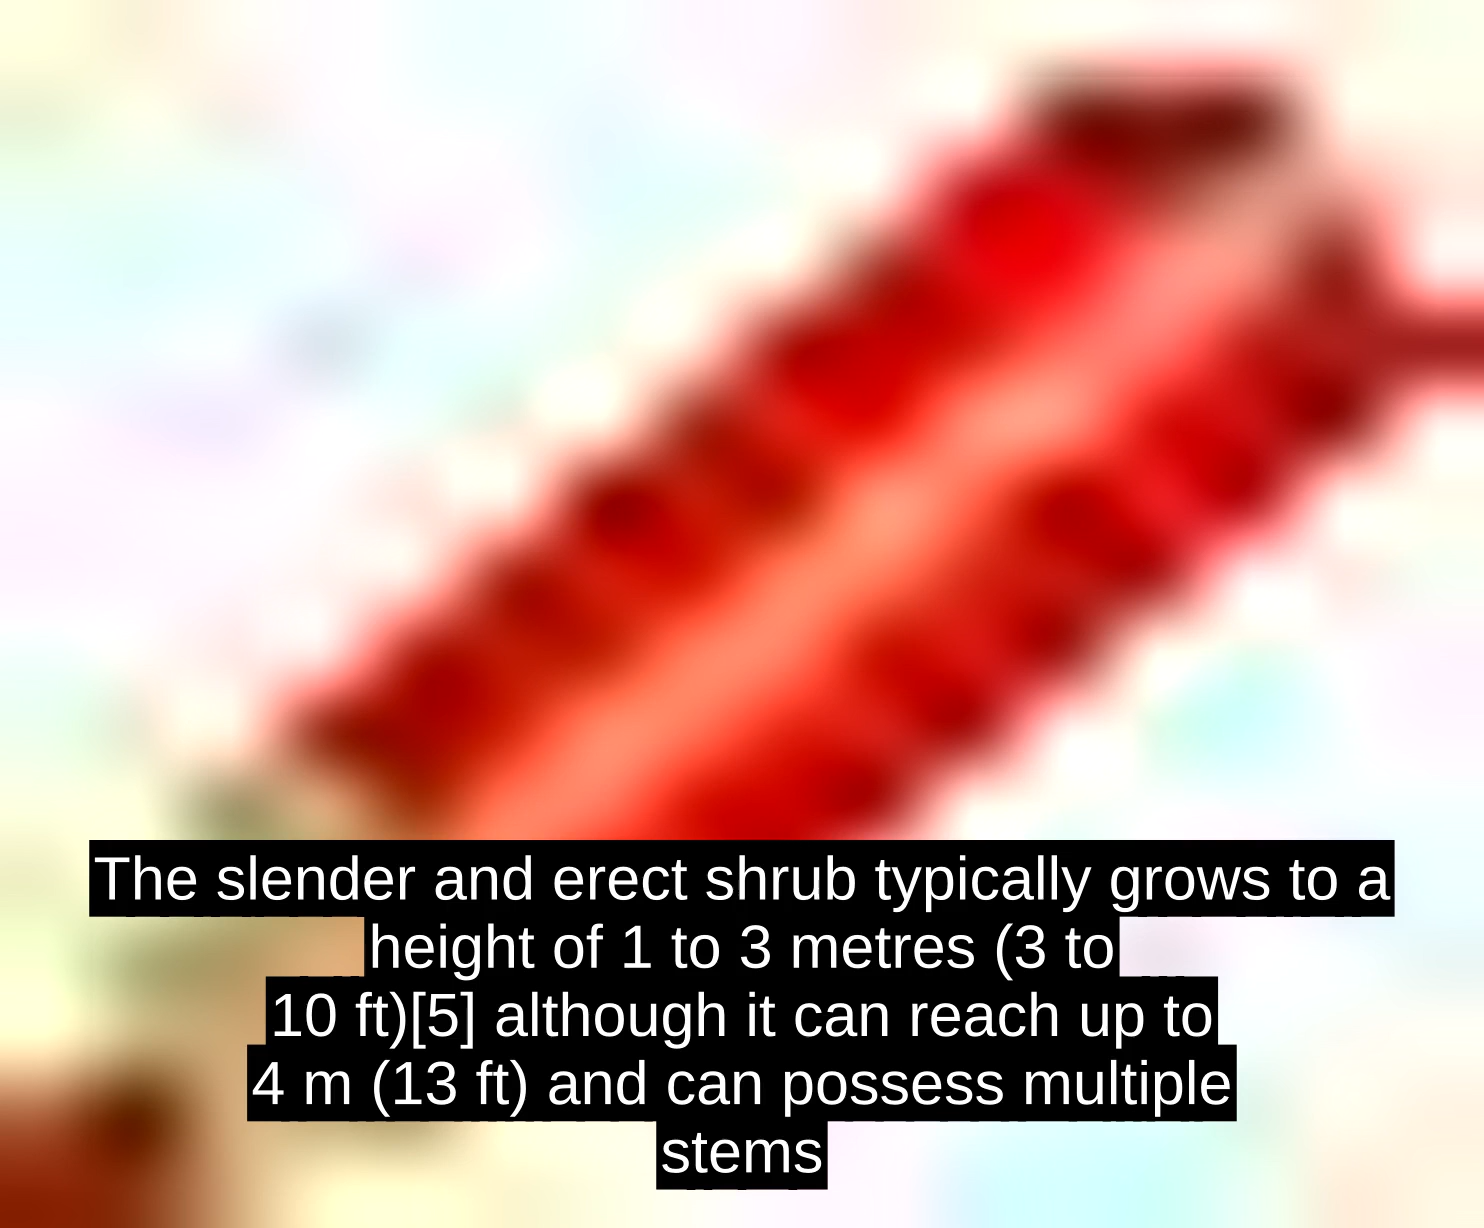 The slender and erect shrub typically grows to a
height of 1 to 3 metres (3 to
10 ft)[5] although it can reach up to
4 m (13 ft) and can possess multiple
stems